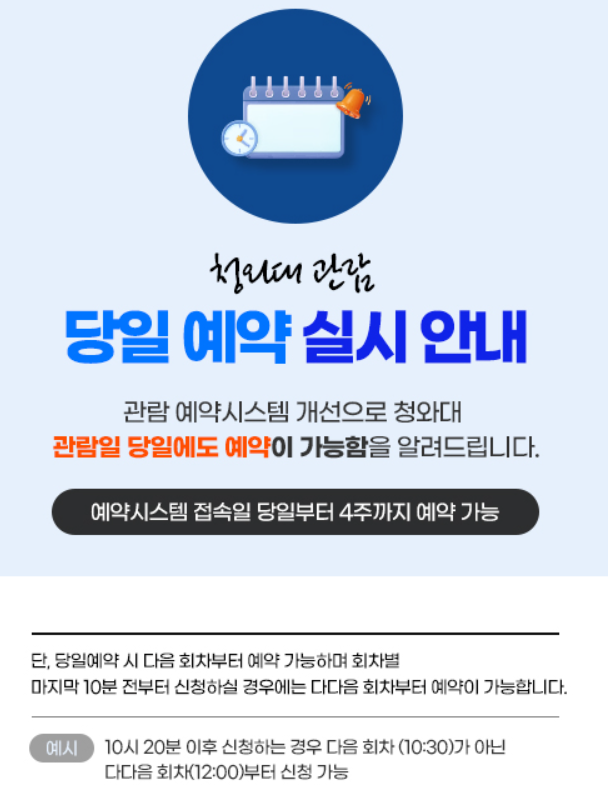 청와대 관람
당일 예약 실시 안내
관람 예약시스템 개선으로 청와대
관람일 당일에도 예약이 가능함을 알려드립니다.
예약시스템 접속일 당일부터 4주까지 예약 가능
단, 당일예약 시 다음 회차부터 예약 가능하며 회차별
마지막 10분 전부터 신청하실 경우에는 다다음 회차부터 예약이 가능합니다.
예시 10시 20분 이후 신청하는 경우 다음 회차 (10:30)가 아닌
다다음 회차(12:00)부터 신청 가능